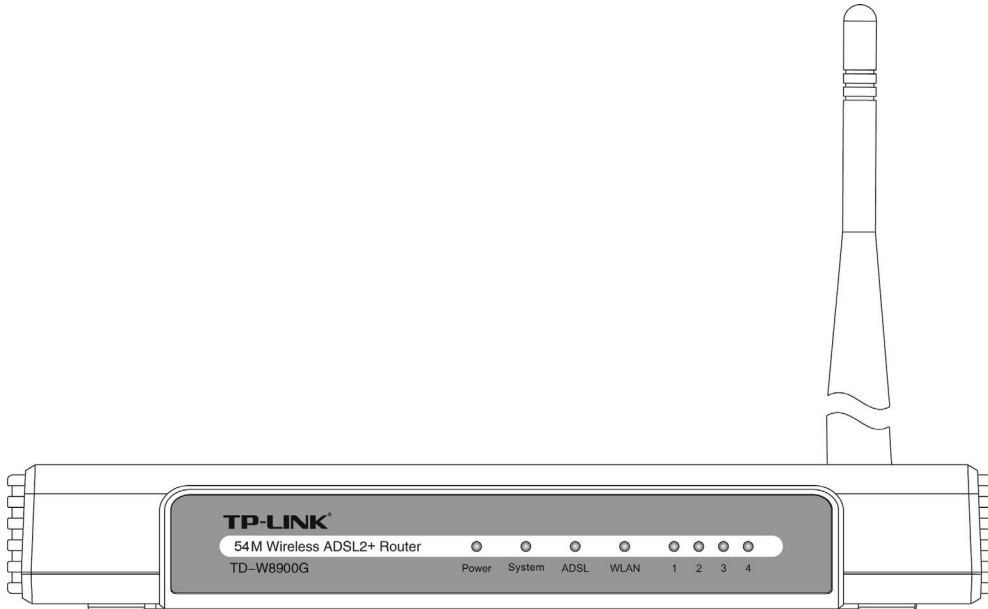 TP-LINK®
54M Wireless ADSL2+ Router
TD-W8900G
Power System ADSL WLAN 1 2 3 4